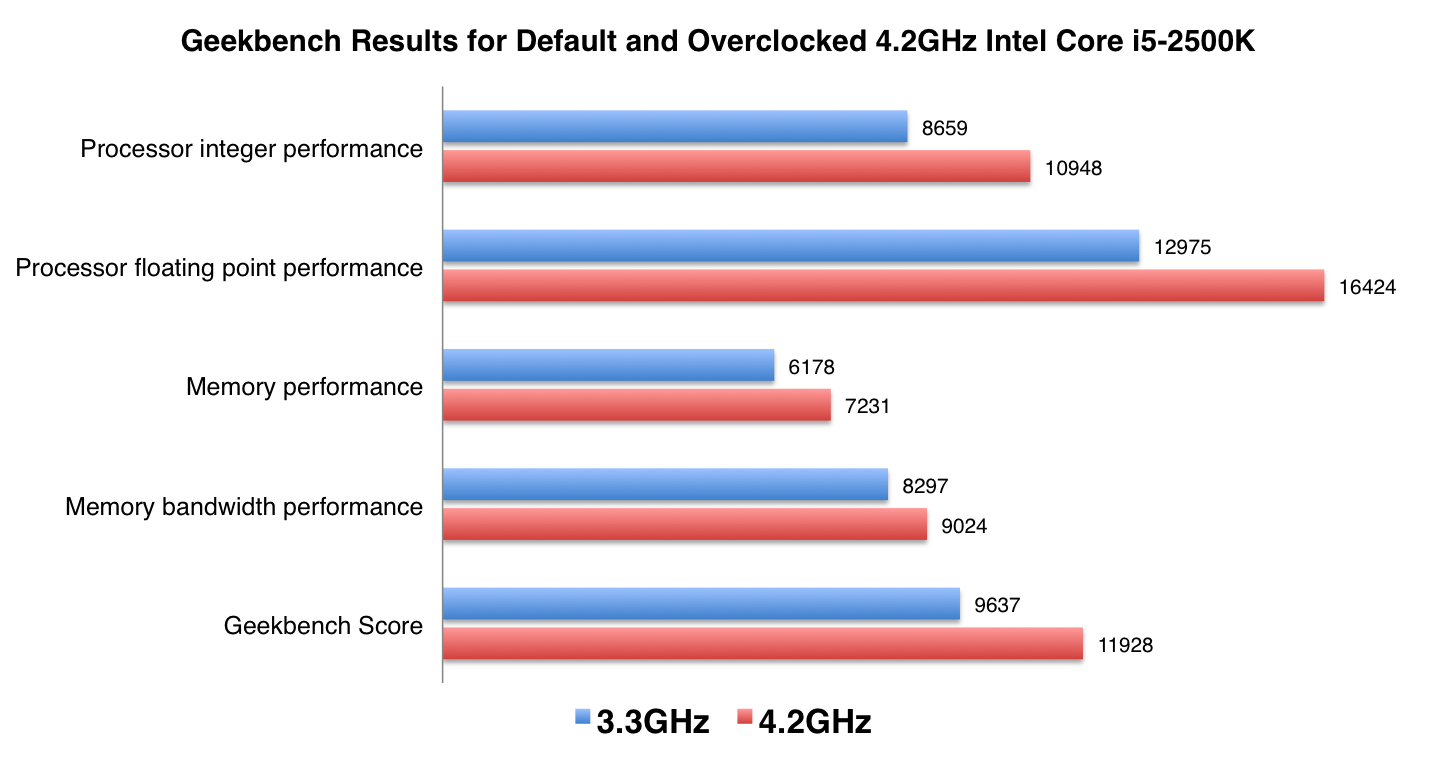 Geekbench Results for Default and Overclocked 4.2GHz Intel Core i5-2500K
Processor integer performance
8659
10948
Processor floating point performance
12975
16424
Memory performance
6178
7231
Memory bandwidth performance
8297
9024
Geekbench Score
9637
11928
3.3GHz 4.2GHz